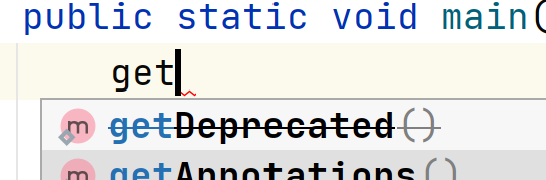 public static void main(
get
m getDeprecated()
m getAnnotations()